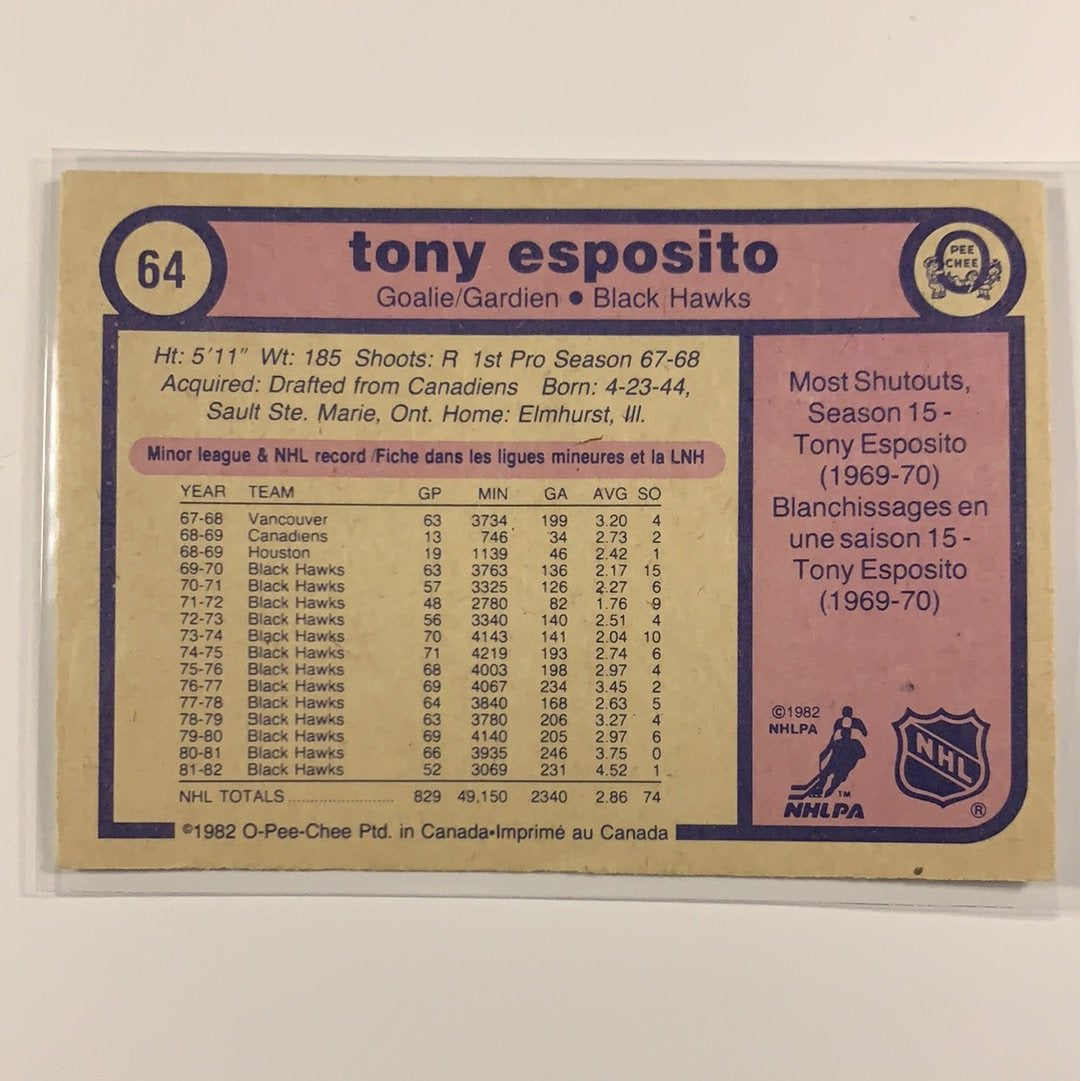 64
tony esposito
PEE
CHEE
Goalie/Gardien • Black Hawks
Ht: 5'11" Wt: 185 Shoots: R 1st Pro Season 67-68
Acquired: Drafted from Canadiens Born: 4-23-44,
Sault Ste. Marie, Ont. Home: Elmhurst, Ill.
Minor league & NHL record /Fiche dans les ligues mineures et la LNH
YEAR TEAM GP MIN GA AVG SO
67-68 Vancouver 63 3734 199 3.20 4
68-69 Canadiens 13 746 34 2.73 2
68-69 Houston 19 1139 46 2.42 1
69-70 Black Hawks 63 3763 136 2.17 15
70-71 Black Hawks 57 3325 126 2.27 6
71-72 Black Hawks 48 2780 82 1.76 9
72-73 Black Hawks 56 3340 140 2.51 4
73-74 Black Hawks 70 4143 141 2.04 10
74-75 Black Hawks 71 4219 193 2.74 6
75-76 Black Hawks 68 4003 198 2.97 4
76-77 Black Hawks 69 4067 234 3.45 2
77-78 Black Hawks 64 3840 168 2.63 5
78-79 Black Hawks 63 3780 206 3.27 4
79-80 Black Hawks 69 4140 205 2.97 6
80-81 Black Hawks 66 3935 246 3.75 0
81-82 Black Hawks 52 3069 231 4.52 1
NHL TOTALS .......................... 829 49,150 2340 2.86 74
©1982 O-Pee-Chee Ptd. in Canada•Imprimé au Canada
Most Shutouts,
Season 15 -
Tony Esposito
(1969-70)
Blanchissages en
une saison 15 -
Tony Esposito
(1969-70)
©1982
NHLPA
TM
NHLPA
NHL
®